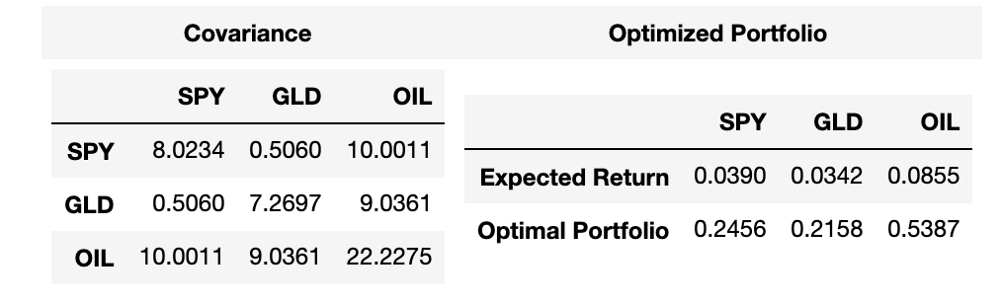 Covariance Optimized Portfolio
SPY GLD OIL
SPY 8.0234 0.5060 10.0011
GLD 0.5060 7.2697 9.0361
OIL 10.0011 9.0361 22.2275
SPY GLD OIL
Expected Return 0.0390 0.0342 0.0855
Optimal Portfolio 0.2456 0.2158 0.5387